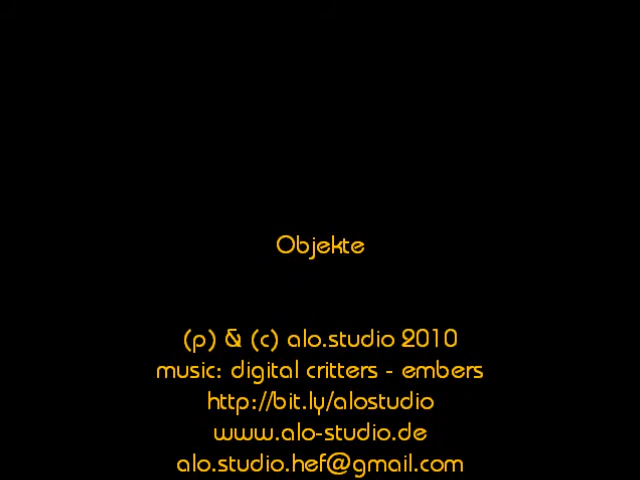 Objekte
(p) & (c) alo.studio 2010
music: digital critters - embers
http://bit.ly/alostudio
www.alo-studio.de
alo.studio.hef@gmail.com